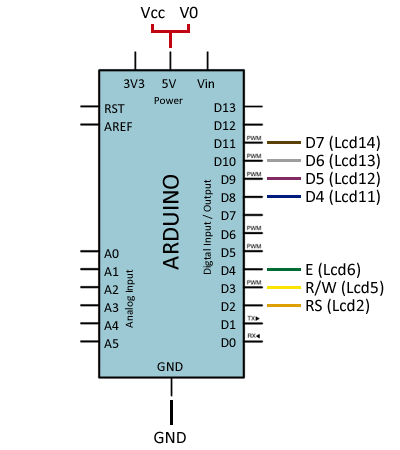 Vcc V0
3V3 5V Vin
Power
RST
AREF
A0
A1
A2
A3
A4
A5
Analog Input
ARDUINO
Digtal Input / Output
D13
D12
PWM D11 D7 (Lcd14)
PWM D10 D6 (Lcd13)
PWM D9 D5 (Lcd12)
D8 D4 (Lcd11)
D7
PWM D6
PWM D5
D4 E (Lcd6)
PWM D3 R/W (Lcd5)
D2 RS (Lcd2)
D1 TX▶
D0 RX◀
GND
GND